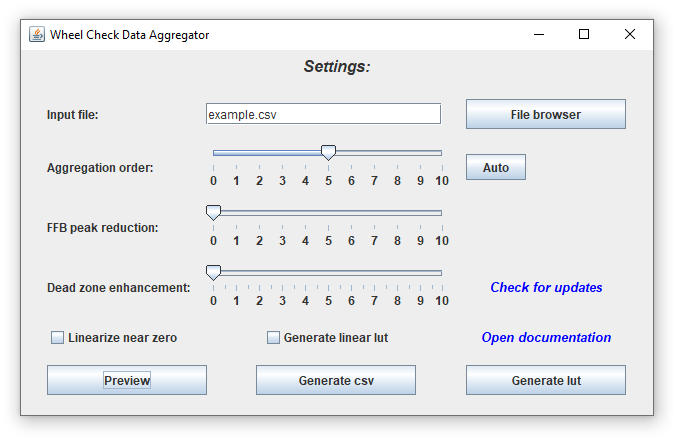 Wheel Check Data Aggregator
Settings:
Input file:
example.csv
File browser
Aggregation order:
0 1 2 3 4 5 6 7 8 9 10
Auto
FFB peak reduction:
0 1 2 3 4 5 6 7 8 9 10
Dead zone enhancement:
0 1 2 3 4 5 6 7 8 9 10
Check for updates
Linearize near zero
Generate linear lut
Open documentation
Preview
Generate csv
Generate lut